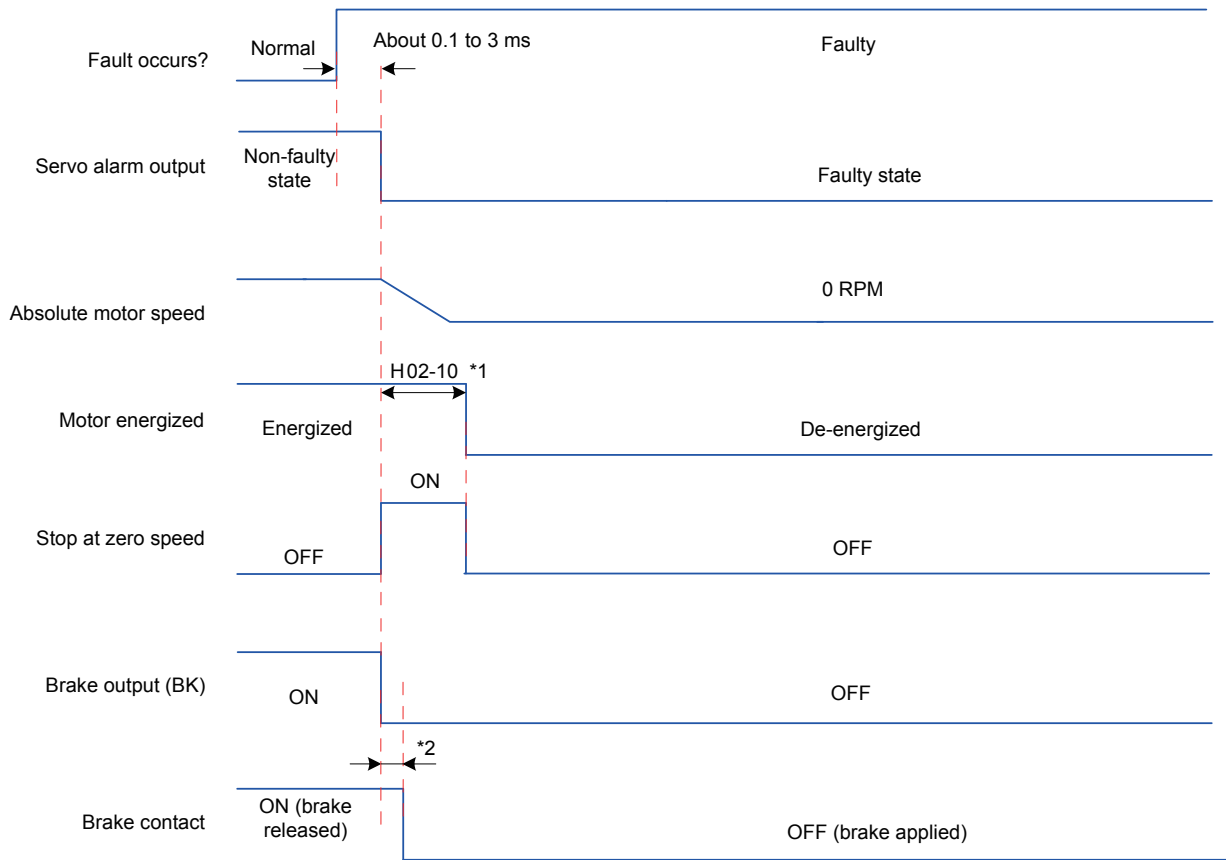 Fault occurs?
Normal
About 0.1 to 3 ms
Faulty
Servo alarm output
Non-faulty
state
Faulty state
Absolute motor speed
0 RPM
Motor energized
H02-10 *1
Energized
De-energized
Stop at zero speed
ON
OFF
OFF
Brake output (BK)
ON
OFF
*2
Brake contact
ON (brake
released)
OFF (brake applied)